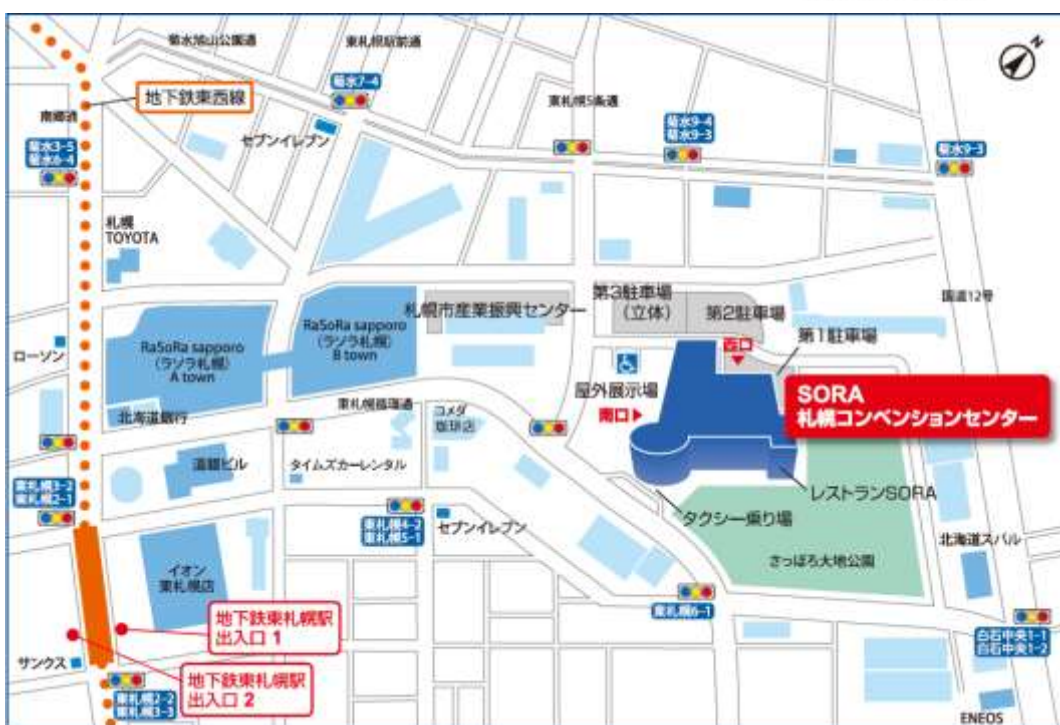 菊水旭山公園通
東札幌駅前通
N
菊水7-4
地下鉄東西線
東札幌5条通
南郷通
菊水9-4
菊水9-3
菊水3-5
菊水6-4
セブンイレブン
菊水9-3
札幌
TOYOTA
第3駐車場
(立体)
札幌市産業振興センター
第2駐車場
国道12号
RaSoRa sapporo
(ラソラ札幌)
B town
第1駐車場
西口
ローソン
RaSoRa sapporo
(ラソラ札幌)
A town
屋外展示場
SORA
札幌コンベンションセンター
北海道銀行
東札幌循環通
コメダ
珈琲店
南口
道銀ビル
タイムズカーレンタル
レストランSORA
東札幌3-2
東札幌2-1
東札幌4-2
東札幌5-1
セブンイレブン
タクシー乗り場
北海道スバル
さっぽろ大地公園
イオン
東札幌店
東札幌6-1
地下鉄東札幌駅
出入口 1
白石中央1-1
白石中央1-2
サンクス
地下鉄東札幌駅
出入口 2
東札幌2-2
東札幌3-3
ENEOS